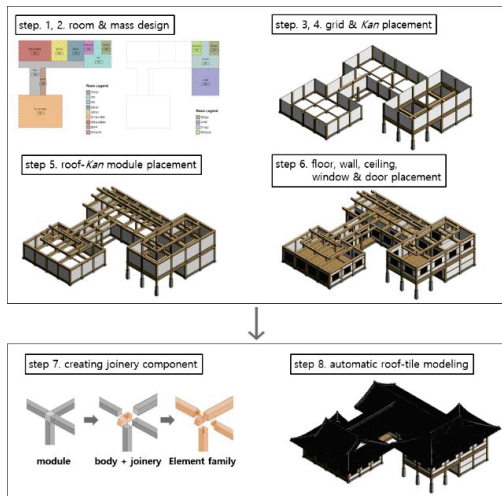 step. 1, 2. room & mass design
step. 3, 4. grid & Kan placement
Room Legend
Room Legend
step 5. roof-Kan module placement
step 6. floor, wall, ceiling,
window & door placement
step 7. creating joinery component
step 8. automatic roof-tile modeling
module
body + joinery
Element family